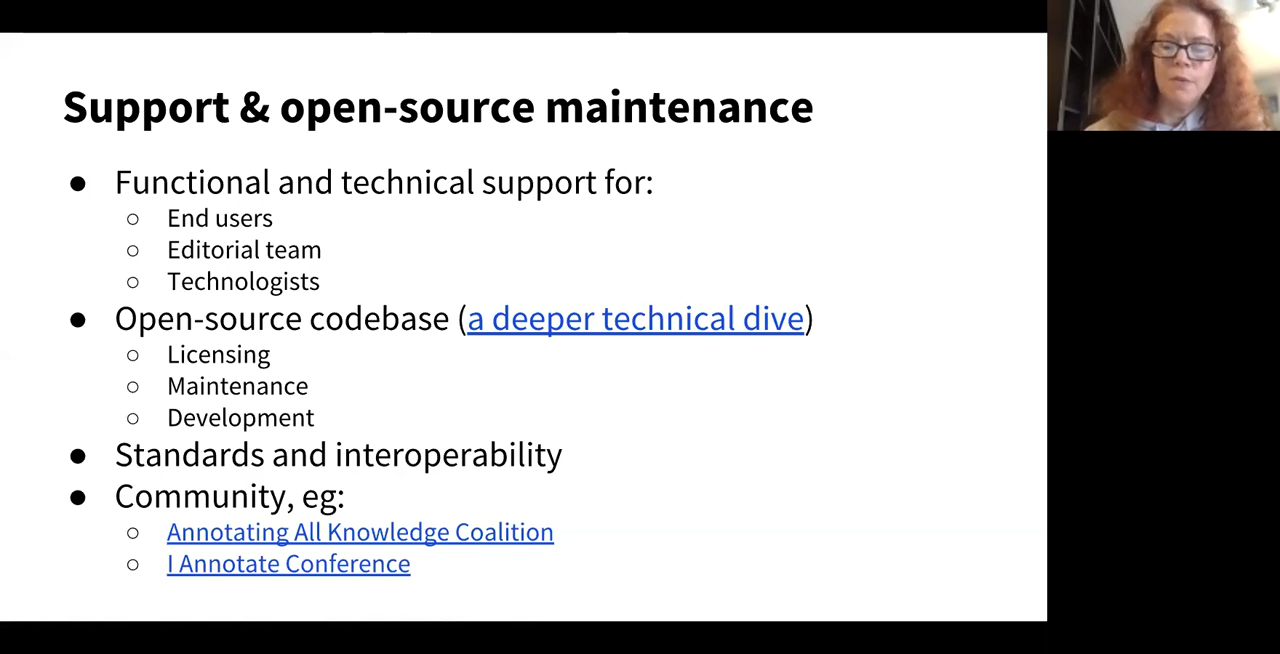 Support & open-source maintenance
● Functional and technical support for:
○ End users
○ Editorial team
○ Technologists
● Open-source codebase (a deeper technical dive)
○ Licensing
○ Maintenance
○ Development
● Standards and interoperability
● Community, eg:
○ Annotating All Knowledge Coalition
○ I Annotate Conference